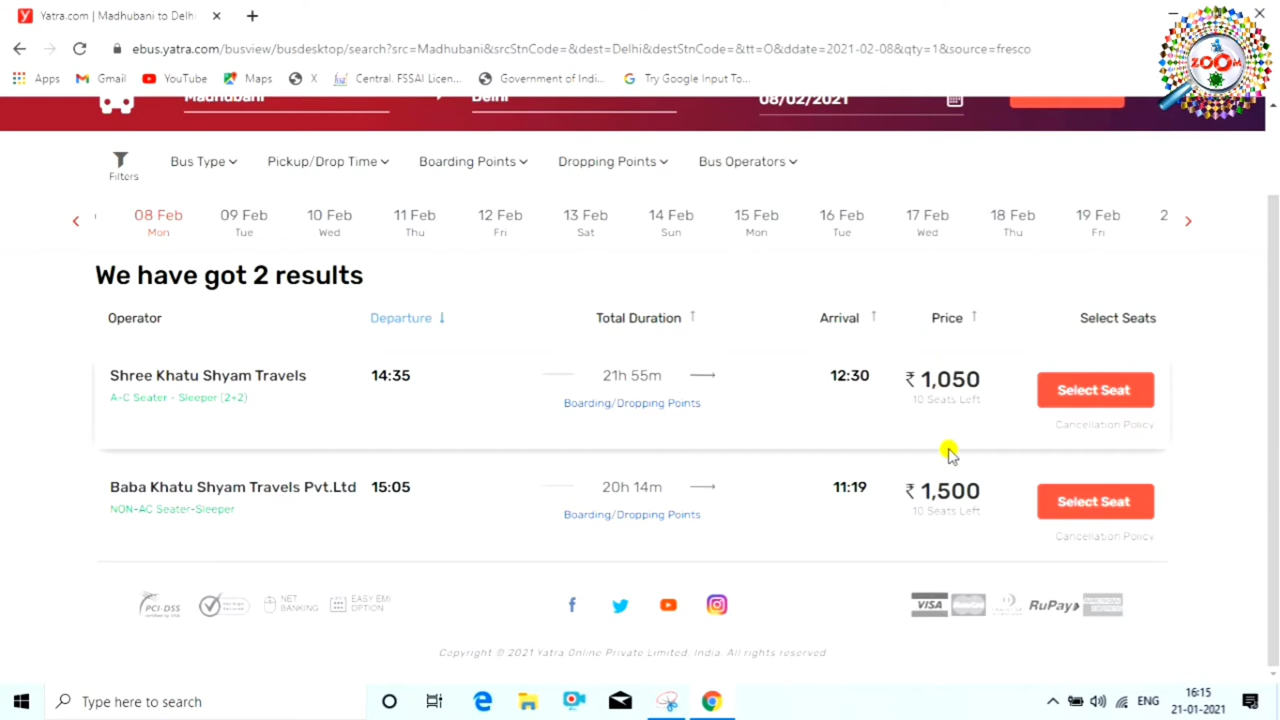 Yatra.com | Madhubani to Delhi
ebus.yatra.com/busview/busdesktop/search?src=Madhubani&srcStnCode=&dest=Delhi&destStnCode=&tt=O&ddate=2021-02-08&qty=1&source=fresco
Apps Gmail YouTube Maps X Central. FSSAI Licen... Government of Indi... Try Google Input To...
ZOOM
Madhubani Delhi 08/02/2021
Filters Bus Type Pickup/Drop Time Boarding Points Dropping Points Bus Operators
08 Feb 09 Feb 10 Feb 11 Feb 12 Feb 13 Feb 14 Feb 15 Feb 16 Feb 17 Feb 18 Feb 19 Feb 2
Mon Tue Wed Thu Fri Sat Sun Mon Tue Wed Thu Fri
We have got 2 results
Operator Departure ↓ Total Duration ↑ Arrival ↑ Price ↑ Select Seats
Shree Khatu Shyam Travels 14:35 21h 55m 12:30 ₹ 1,050 Select Seat
A-C Seater - Sleeper (2+2) Boarding/Dropping Points 10 Seats Left
Cancellation Policy
Baba Khatu Shyam Travels Pvt.Ltd 15:05 20h 14m 11:19 ₹ 1,500 Select Seat
NON-AC Seater-Sleeper Boarding/Dropping Points 10 Seats Left
Cancellation Policy
PCI-DSS NET BANKING EASY EMI OPTION VISA RuPay
Copyright © 2021 Yatra Online Private Limited, India. All rights reserved
Type here to search ENG 16:15
21-01-2021